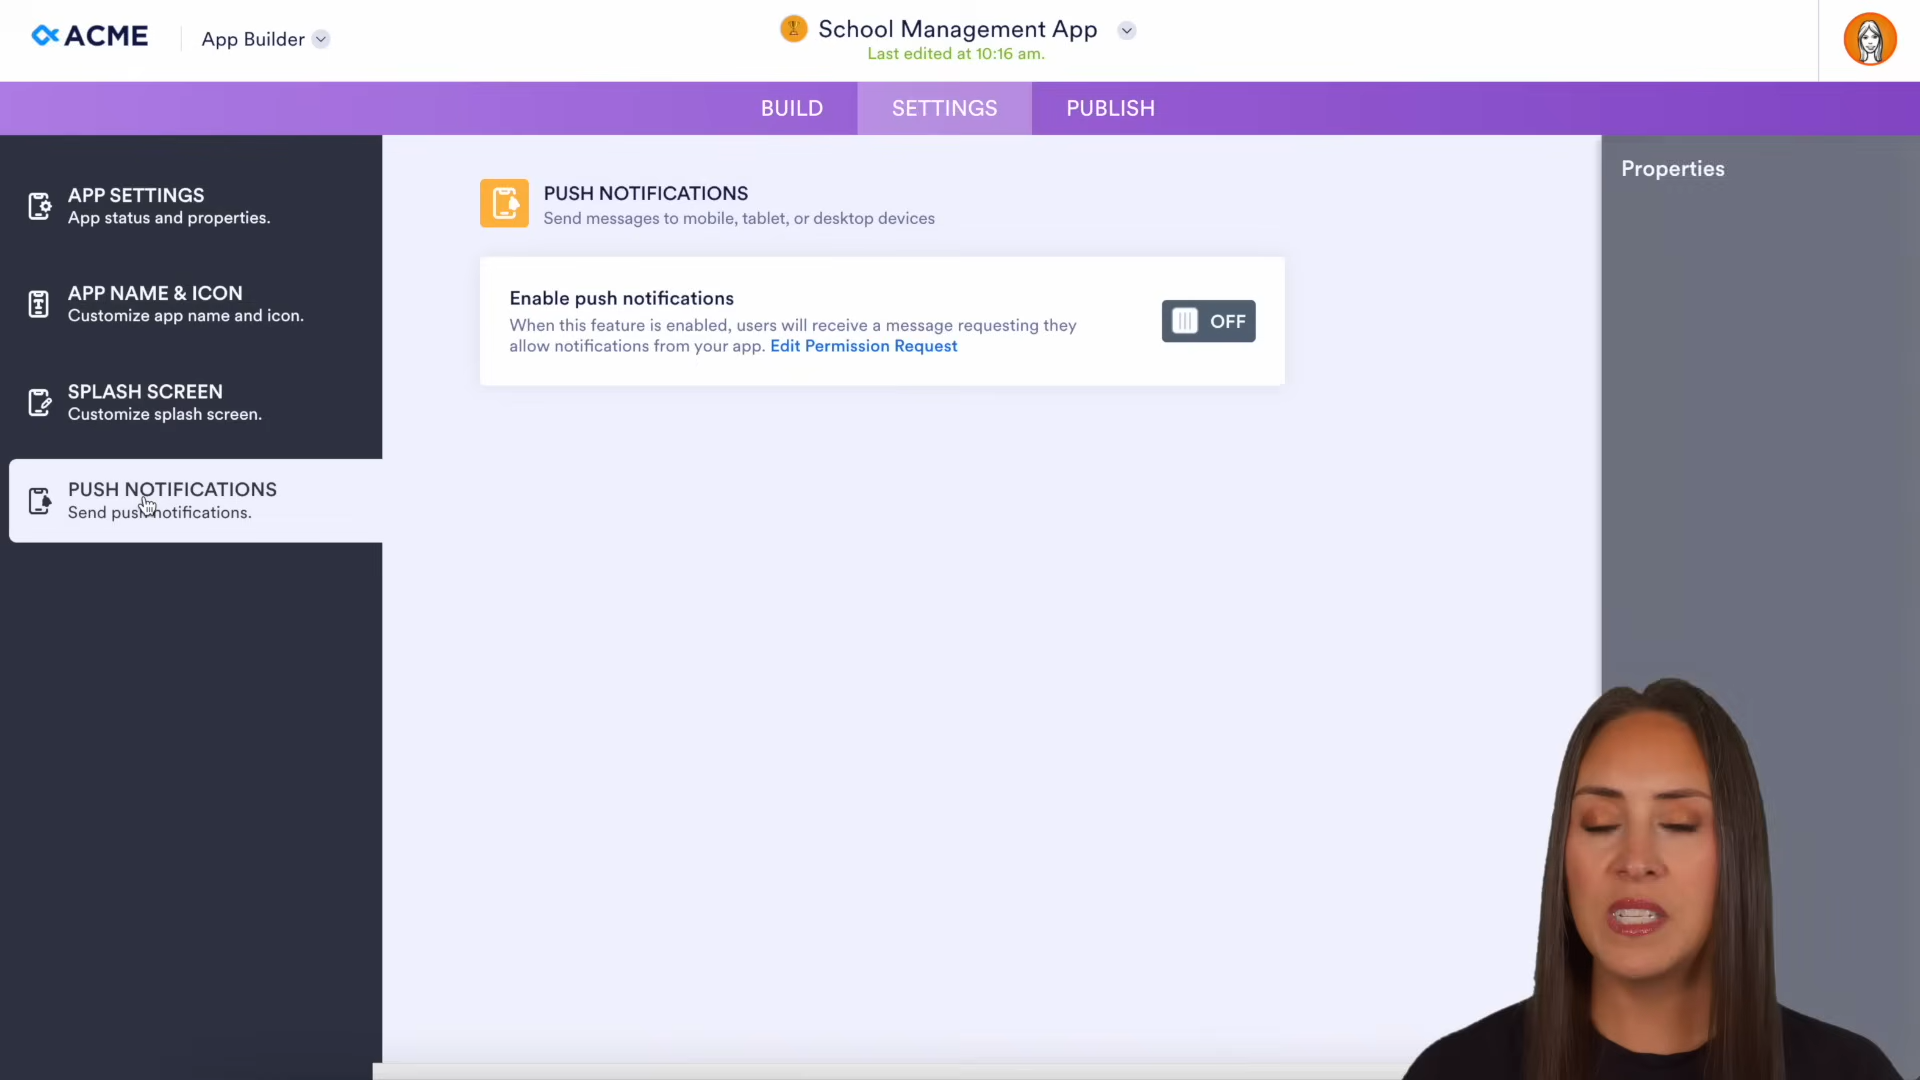 ACME
App Builder
School Management App
Last edited at 10:16 am.
BUILD
SETTINGS
PUBLISH
APP SETTINGS
App status and properties.
APP NAME & ICON
Customize app name and icon.
SPLASH SCREEN
Customize splash screen.
PUSH NOTIFICATIONS
Send push notifications.
PUSH NOTIFICATIONS
Send messages to mobile, tablet, or desktop devices
Enable push notifications
When this feature is enabled, users will receive a message requesting they
allow notifications from your app. Edit Permission Request
OFF
Properties